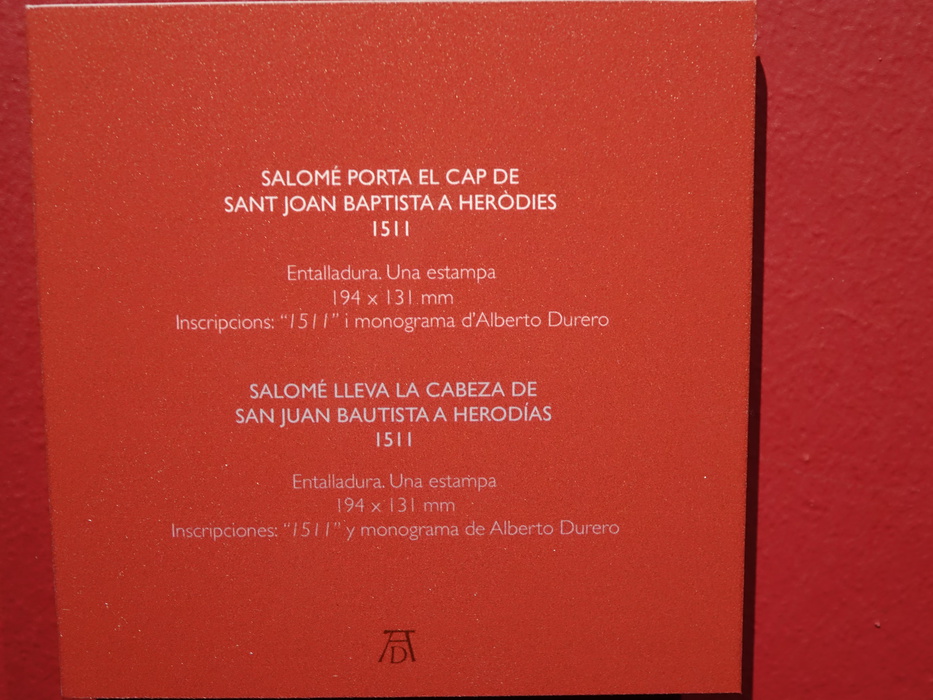 SALOMÉ PORTA EL CAP DE
SANT JOAN BAPTISTA A HERÒDIES
1511
Entalladura. Una estampa
194 x 131 mm
Inscripcions: “1511” i monograma d’Alberto Durero
SALOMÉ LLEVA LA CABEZA DE
SAN JUAN BAUTISTA A HERODÍAS
1511
Entalladura. Una estampa
194 x 131 mm
Inscripciones: “1511” y monograma de Alberto Durero
AD